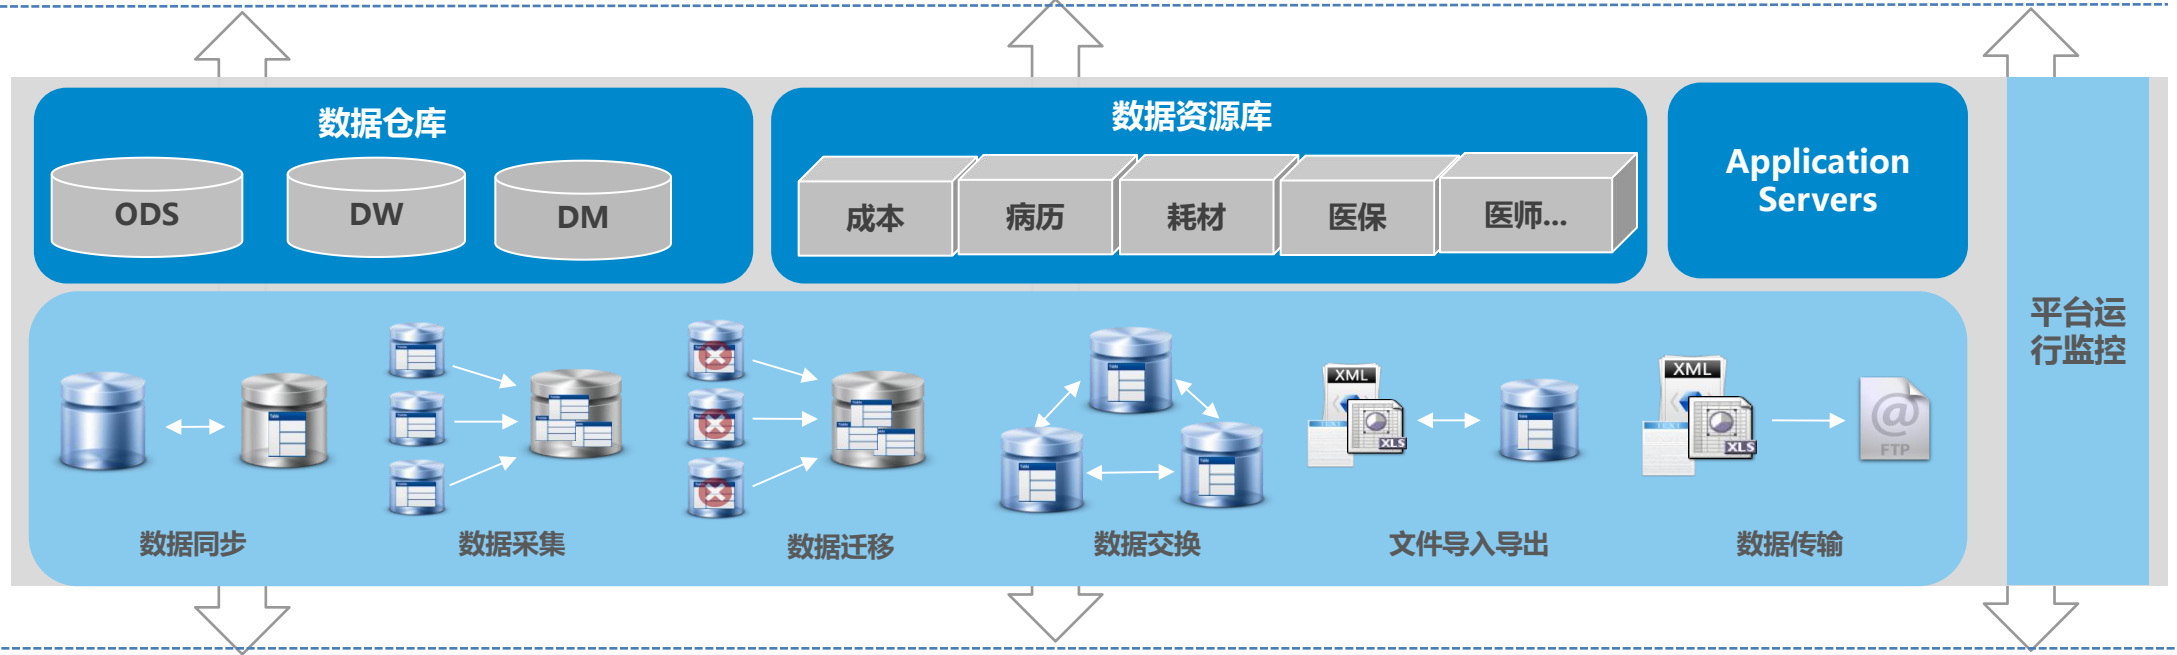 数据仓库
ODS
DW
DM
数据资源库
成本
病历
耗材
医保
医师...
Application
Servers
平台运
行监控
数据同步
数据采集
数据迁移
数据交换
XML
TEXT
XLS
文件导入导出
XML
TEXT
XLS
@
FTP
数据传输